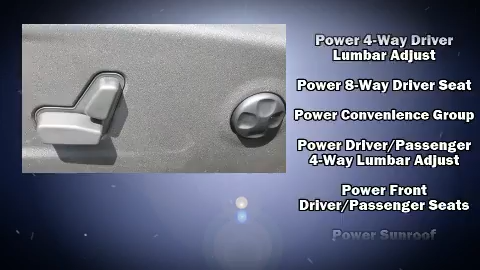 Power 4-Way Driver
Lumbar Adjust
Power 8-Way Driver Seat
Power Convenience Group
Power Driver/Passenger
4-Way Lumbar Adjust
Power Front
Driver/Passenger Seats
Power Sunroof